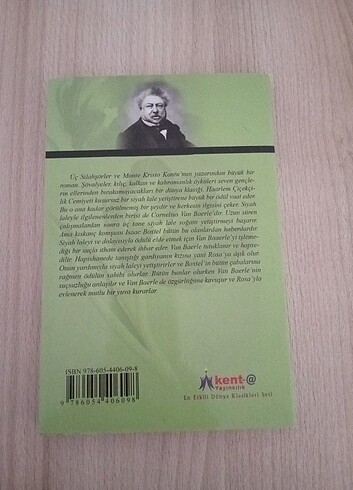 Üç Silahşörler ve Monte Kristo Kontu'nun yazarından büyük bir
roman. Şövalyeler, kılıç, kalkan ve kahramanlık öyküleri seven gençle-
rin ellerinden bırakamayacakları bir dünya klasiği. Haarlem Çiçekçi-
lik Cemiyeti kusursuz bir siyah lale yetiştirene büyük bir ödül vaat eder.
Bu o ana kadar görülmemiş bir şeydir ve herkesin ilgisini çeker. Siyah
laleyle ilgilenenlerden birisi de Cornelius Van Baerle'dir. Uzun süren
çalışmalardan sonra üç tane siyah lale soğanı yetiştirmeyi başarır.
Ama kıskanç komşusu Isaac Boxtel bütün bu olanlardan haberdardır.
Siyah laleyi ve dolayısıyla ödülü elde etmek için Van Baaerle'yi işleme-
diği bir suçla itham ederek ihbar eder. Van Baerle tutuklanır ve hapse-
dilir. Hapishanede tanıştığı gardiyanın kızına yani Rosa'ya aşık olur.
Onun yardımıyla siyah laleyi yetiştirirler ve Boxtel'in bütün çabalarına
rağmen ödülün sahibi olurlar. Bütün bunlar olurken Van Baerle'nin
suçsuzluğu anlaşılır ve Van Baerle de özgürlüğüne kavuşur ve Rosa'yla
evlenerek mutlu bir yuva kurarlar.
ISBN 978-605-4406-09-8
9 786054 406098
kent-@
Yayıncılık
En Etkili Dünya Klasikleri Seti